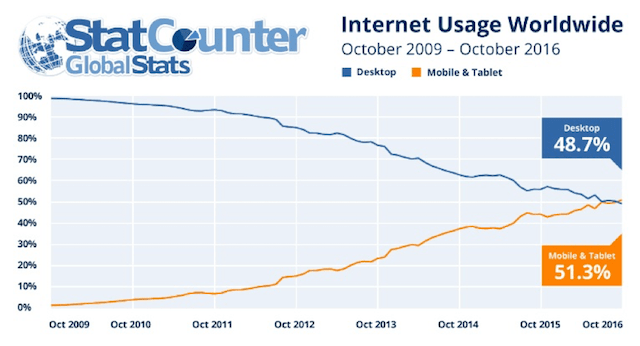 StatCounter
GlobalStats
Internet Usage Worldwide
October 2009 – October 2016
Desktop Mobile & Tablet
100%
90%
80%
70%
60%
50%
40%
30%
20%
10%
0%
Desktop
48.7%
Mobile & Tablet
51.3%
Oct 2009 Oct 2010 Oct 2011 Oct 2012 Oct 2013 Oct 2014 Oct 2015 Oct 2016